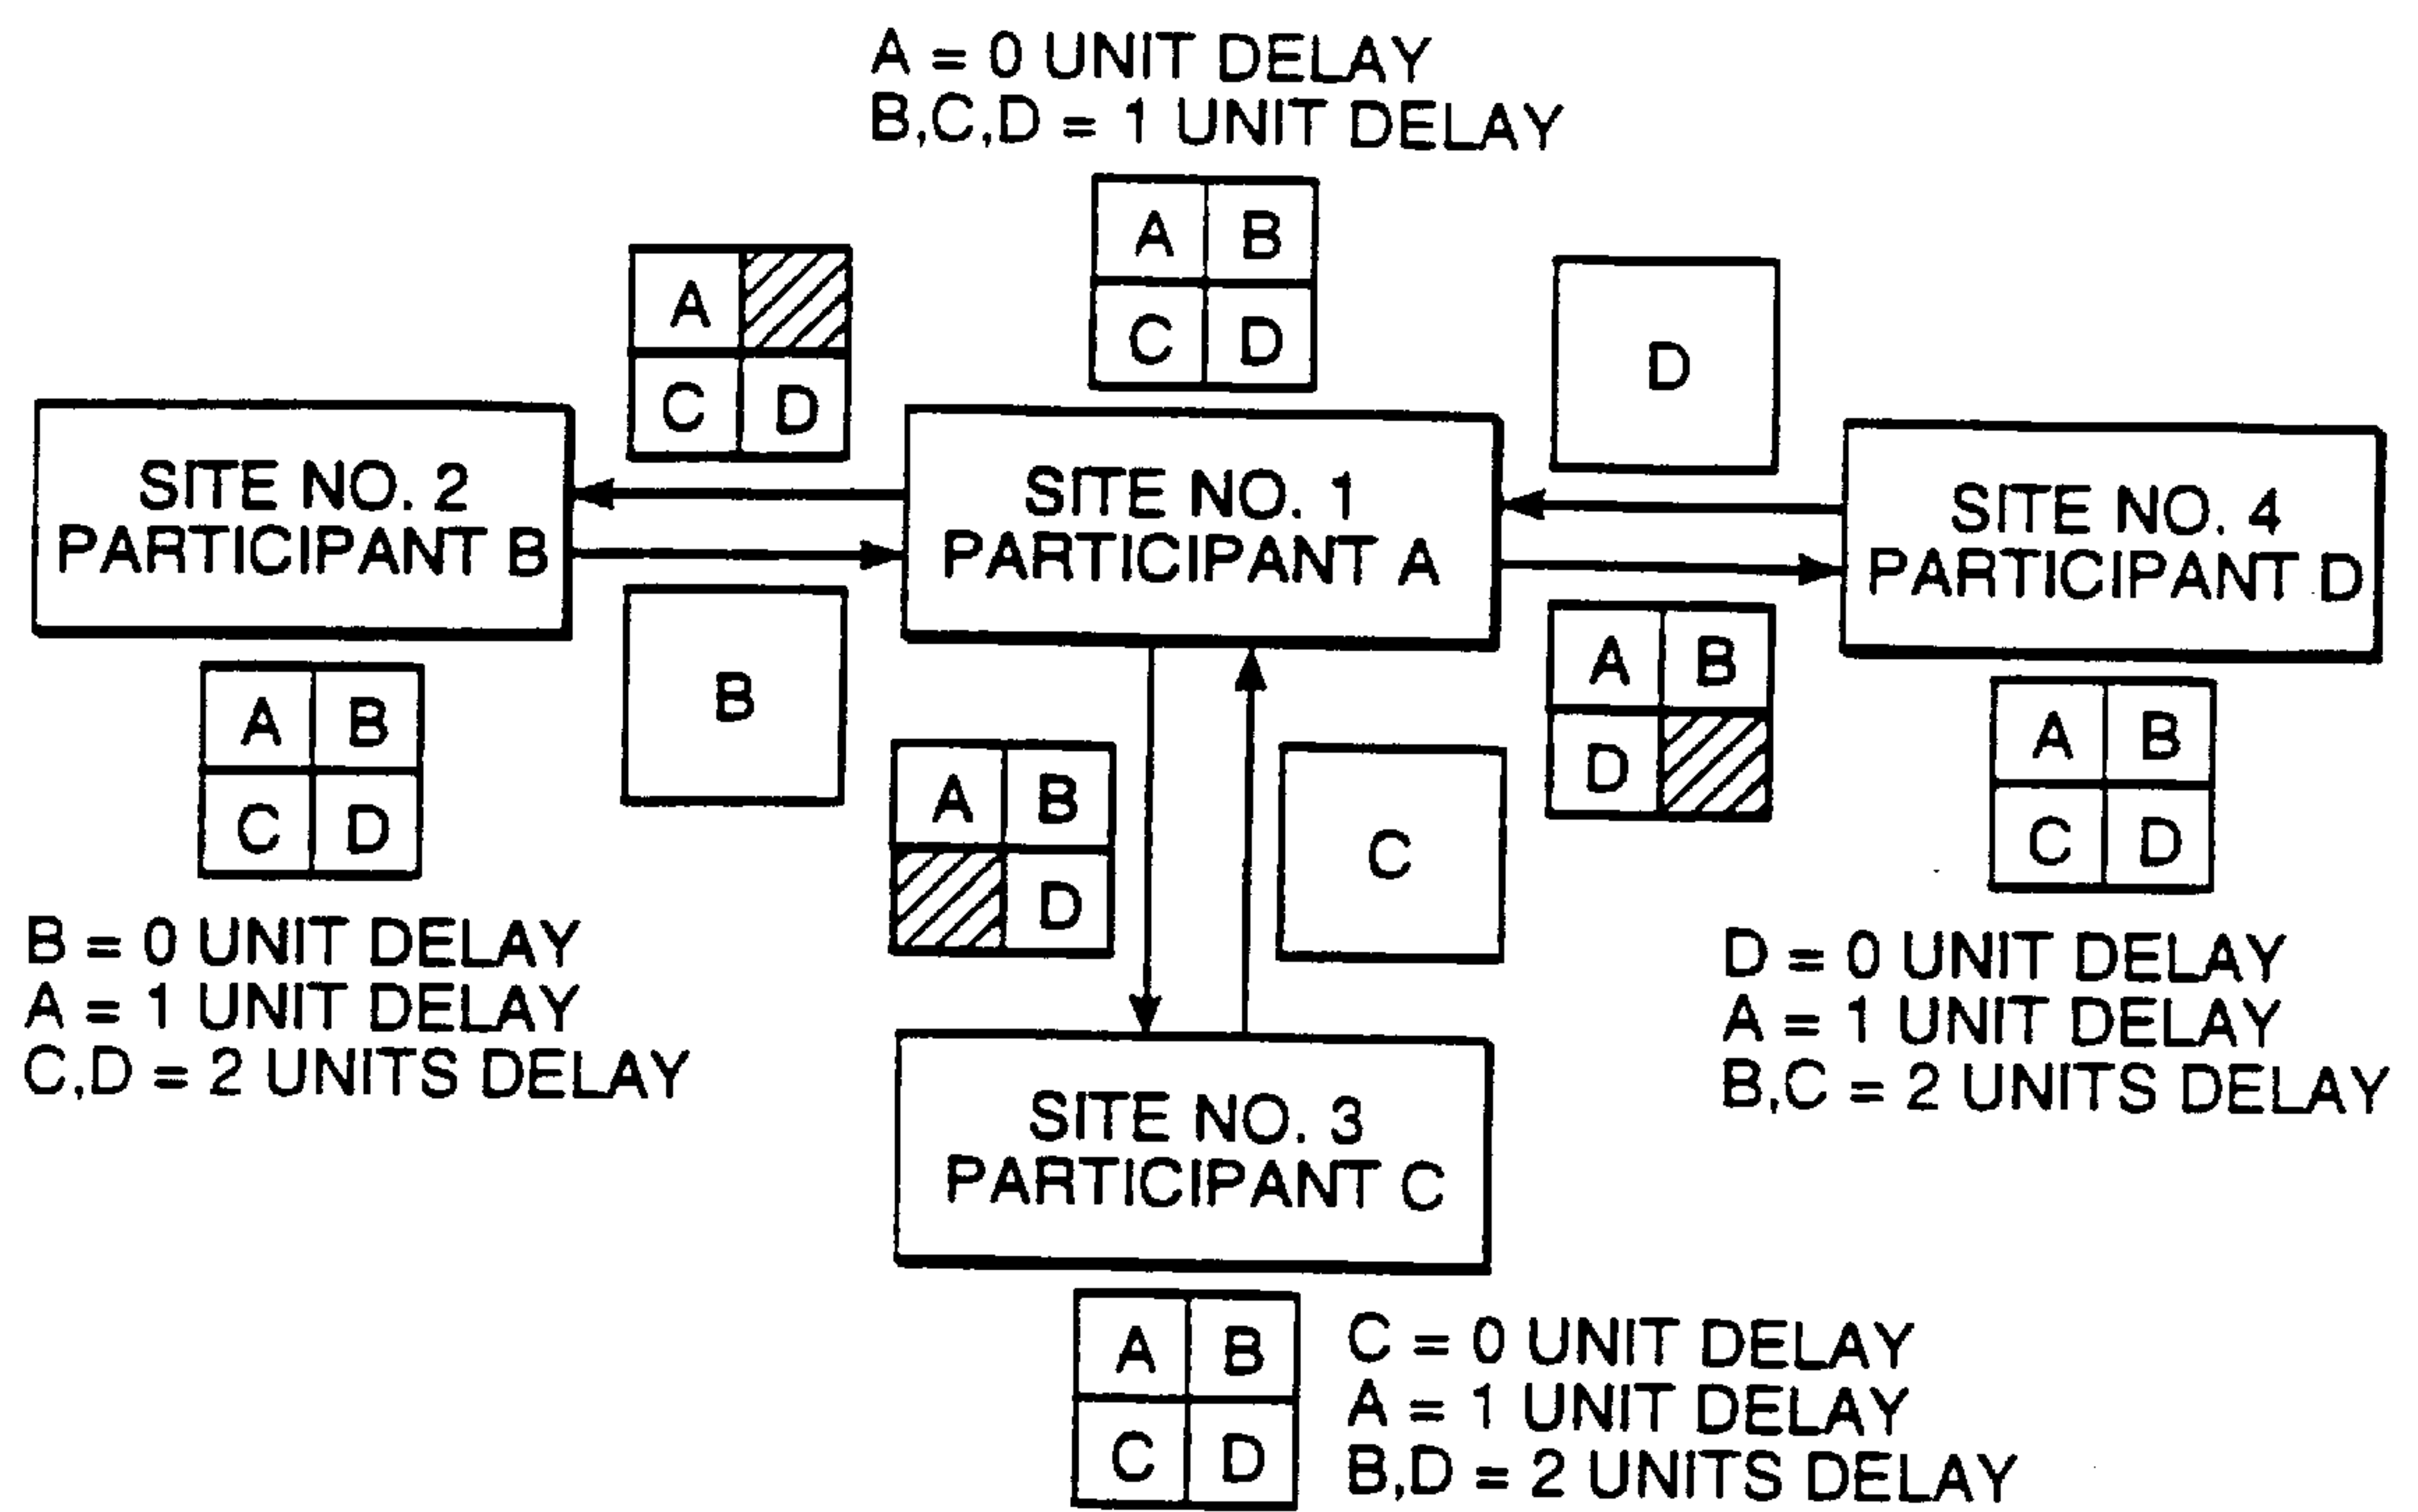 A = 0 UNIT DELAY
B,C,D = 1 UNIT DELAY
A B
C D
A
C D
D
SITE NO. 2
PARTICIPANT B
SITE NO. 1
PARTICIPANT A
SITE NO. 4
PARTICIPANT D
B
A B
D
A B
C D
A B
D
C
A B
C D
B = 0 UNIT DELAY
A = 1 UNIT DELAY
C,D = 2 UNITS DELAY
D = 0 UNIT DELAY
A = 1 UNIT DELAY
B,C = 2 UNITS DELAY
SITE NO. 3
PARTICIPANT C
A B
C D
C = 0 UNIT DELAY
A = 1 UNIT DELAY
B,D = 2 UNITS DELAY